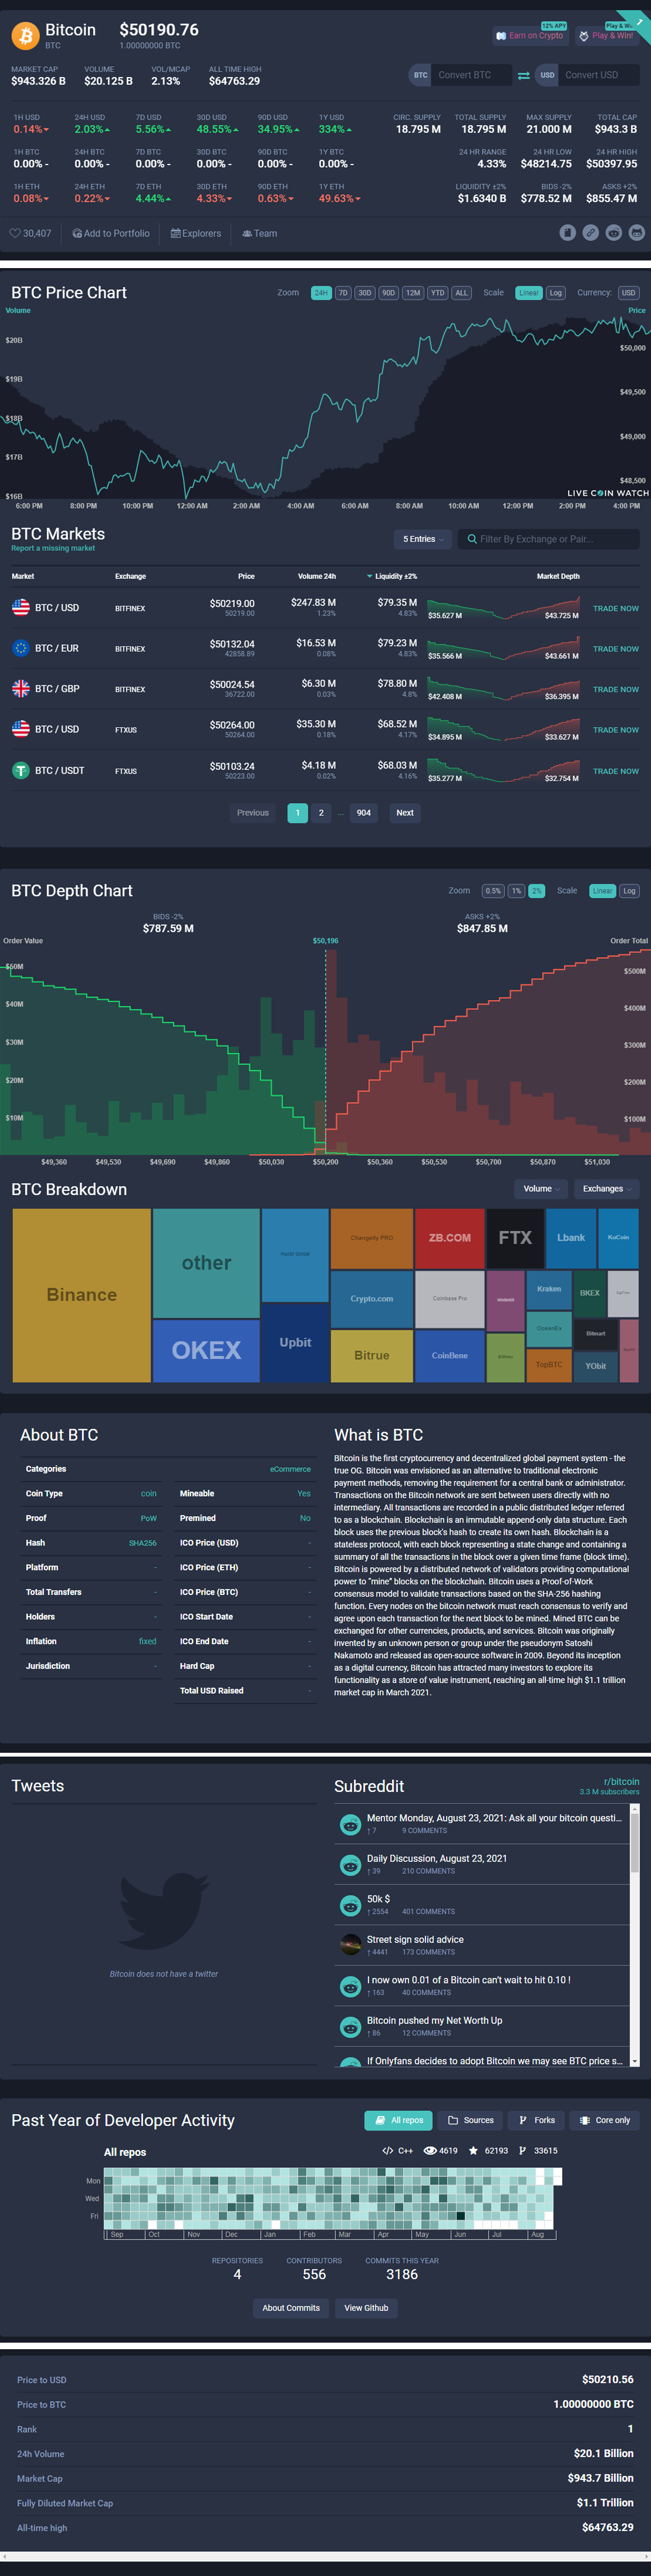 Bitcoin
BTC
$50190.76
1.00000000 BTC
12% APY
Earn on Crypto
Play & Win!
MARKET CAP VOLUME VOL/MCAP ALL TIME HIGH
$943.326 B $20.125 B 2.13% $64763.29
BTC Convert BTC USD Convert USD
1H USD 24H USD 7D USD 30D USD 90D USD 1Y USD CIRC. SUPPLY TOTAL SUPPLY MAX SUPPLY TOTAL CAP
0.14% 2.03% 5.56% 48.55% 34.95% 334% 18.795 M 18.795 M 21.000 M $943.3 B
1H BTC 24H BTC 7D BTC 30D BTC 90D BTC 1Y BTC 24 HR RANGE 24 HR LOW 24 HR HIGH
0.00% - 0.00% - 0.00% - 0.00% - 0.00% - 0.00% - 4.33% $48214.75 $50397.95
1H ETH 24H ETH 7D ETH 30D ETH 90D ETH 1Y ETH LIQUIDITY ±2% BIDS -2% ASKS +2%
0.08% 0.22% 4.44% 4.33% 0.63% 49.63% $1.6340 B $778.52 M $855.47 M
30,407 Add to Portfolio Explorers Team
BTC Price Chart Zoom 24H 7D 30D 90D 12M YTD ALL Scale Linear Log Currency: USD
Volume Price
$20B $50,000
$19B $49,500
$18B $49,000
$17B $48,500
$16B
LIVE COIN WATCH
6:00 PM 8:00 PM 10:00 PM 12:00 AM 2:00 AM 4:00 AM 6:00 AM 8:00 AM 10:00 AM 12:00 PM 2:00 PM 4:00 PM
BTC Markets
Report a missing market
5 Entries Filter By Exchange or Pair...
Market Exchange Price Volume 24h Liquidity ±2% Market Depth
BTC / USD BITFINEX $50219.00 $247.83 M $79.35 M $35.627 M $43.725 M TRADE NOW
50219.00 1.23% 4.83%
BTC / EUR BITFINEX $50132.04 $16.53 M $79.23 M $35.566 M $43.661 M TRADE NOW
42858.89 0.08% 4.83%
BTC / GBP BITFINEX $50024.54 $6.30 M $78.80 M $42.408 M $36.395 M TRADE NOW
36722.00 0.03% 4.8%
BTC / USD FTXUS $50264.00 $35.30 M $68.52 M $34.895 M $33.627 M TRADE NOW
50264.00 0.18% 4.17%
BTC / USDT FTXUS $50103.24 $4.18 M $68.03 M $35.277 M $32.754 M TRADE NOW
50223.00 0.02% 4.16%
Previous 1 2 ... 904 Next
BTC Depth Chart Zoom 0.5% 1% 2% Scale Linear Log
BIDS -2% ASKS +2%
$787.59 M $847.85 M
Order Value $50,196 Order Total
$50M $500M
$40M $400M
$30M $300M
$20M $200M
$10M $100M
$49,360 $49,530 $49,690 $49,860 $50,030 $50,200 $50,360 $50,530 $50,700 $50,870 $51,030
BTC Breakdown Volume Exchanges
Binance
other
OKEX
Upbit
Changelly PRO
Crypto.com
Bitrue
ZB.COM
Coinbase Pro
CoinBene
FTX
Lbank
KuCoin
Kraken
OceanEx
TopBTC
BKEX
Bitmart
YObit
About BTC
Categories eCommerce
Coin Type coin Mineable Yes
Proof PoW Premined No
Hash SHA256 ICO Price (USD) -
Platform - ICO Price (ETH) -
Total Transfers - ICO Price (BTC) -
Holders - ICO Start Date -
Inflation fixed ICO End Date -
Jurisdiction - Hard Cap -
Total USD Raised -
What is BTC
Bitcoin is the first cryptocurrency and decentralized global payment system - the
true OG. Bitcoin was envisioned as an alternative to traditional electronic
payment methods, removing the requirement for a central bank or administrator.
Transactions on the Bitcoin network are sent between users directly with no
intermediary. All transactions are recorded in a public distributed ledger referred
to as a blockchain. Blockchain is an immutable append-only data structure. Each
block uses the previous block's hash to create its own hash. Blockchain is a
stateless protocol, with each block representing a state change and containing a
summary of all the transactions in the block over a given time frame (block time).
Bitcoin is powered by a distributed network of validators providing computational
power to "mine" blocks on the blockchain. Bitcoin uses a Proof-of-Work
consensus model to validate transactions based on the SHA-256 hashing
function. Every nodes on the bitcoin network must reach consensus to verify and
agree upon each transaction for the next block to be mined. Mined BTC can be
exchanged for other currencies, products, and services. Bitcoin was originally
invented by an unknown person or group under the pseudonym Satoshi
Nakamoto and released as open-source software in 2009. Beyond its inception
as a digital currency, Bitcoin has attracted many investors to explore its
functionality as a store of value instrument, reaching an all-time high $1.1 trillion
market cap in March 2021.
Tweets
Bitcoin does not have a twitter
Subreddit r/bitcoin
3.3 M subscribers
Mentor Monday, August 23, 2021: Ask all your bitcoin questi...
↑ 7 9 COMMENTS
Daily Discussion, August 23, 2021
↑ 39 210 COMMENTS
50k $
↑ 2554 401 COMMENTS
Street sign solid advice
↑ 4441 173 COMMENTS
I now own 0.01 of a Bitcoin can't wait to hit 0.10 !
↑ 163 40 COMMENTS
Bitcoin pushed my Net Worth Up
↑ 86 12 COMMENTS
If Onlyfans decides to adopt Bitcoin we may see BTC price s...
Past Year of Developer Activity All repos Sources Forks Core only
All repos C++ 4619 62193 33615
Mon
Wed
Fri
Sep Oct Nov Dec Jan Feb Mar Apr May Jun Jul Aug
REPOSITORIES CONTRIBUTORS COMMITS THIS YEAR
4 556 3186
About Commits View Github
Price to USD $50210.56
Price to BTC 1.00000000 BTC
Rank 1
24h Volume $20.1 Billion
Market Cap $943.7 Billion
Fully Diluted Market Cap $1.1 Trillion
All-time high $64763.29